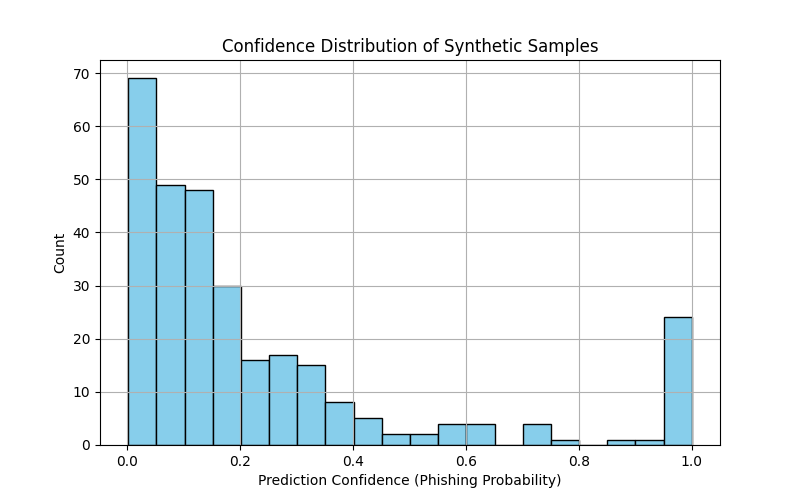 Confidence Distribution of Synthetic Samples
70
60
50
40
30
20
10
0
Count
0.0 0.2 0.4 0.6 0.8 1.0
Prediction Confidence (Phishing Probability)